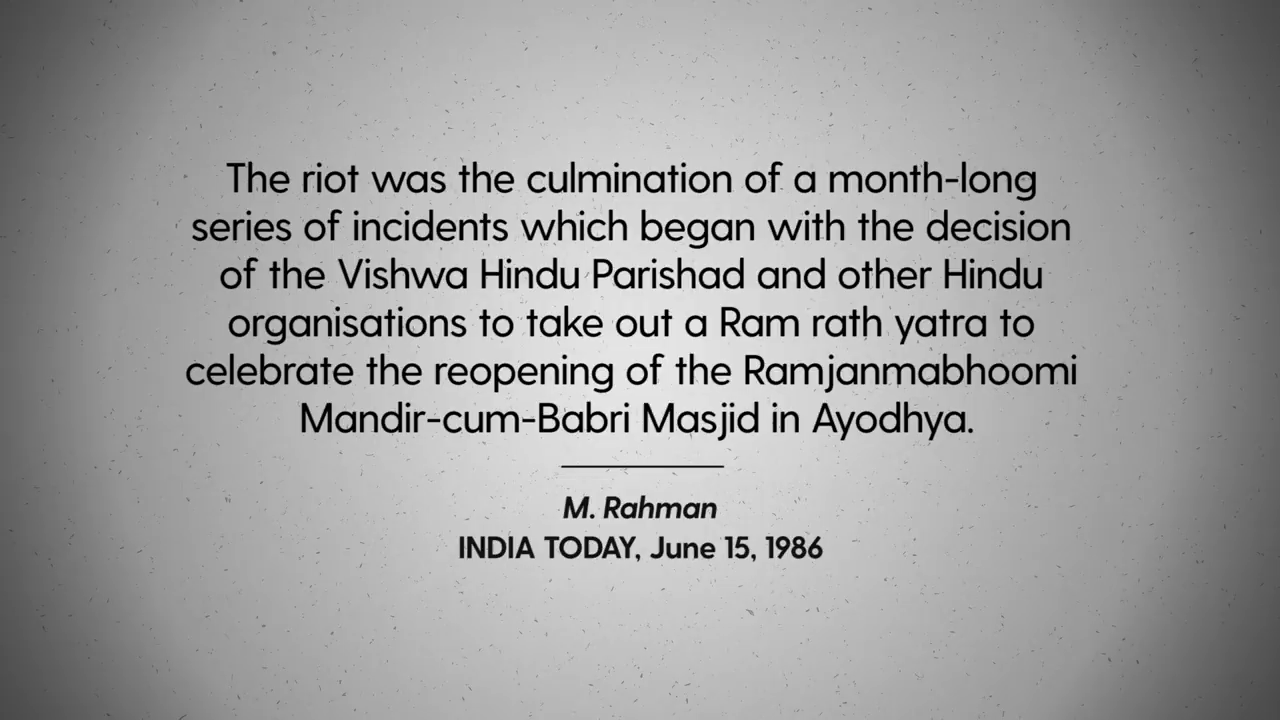 The riot was the culmination of a month-long
series of incidents which began with the decision
of the Vishwa Hindu Parishad and other Hindu
organisations to take out a Ram rath yatra to
celebrate the reopening of the Ramjanmabhoomi
Mandir-cum-Babri Masjid in Ayodhya.
M. Rahman
INDIA TODAY, June 15, 1986